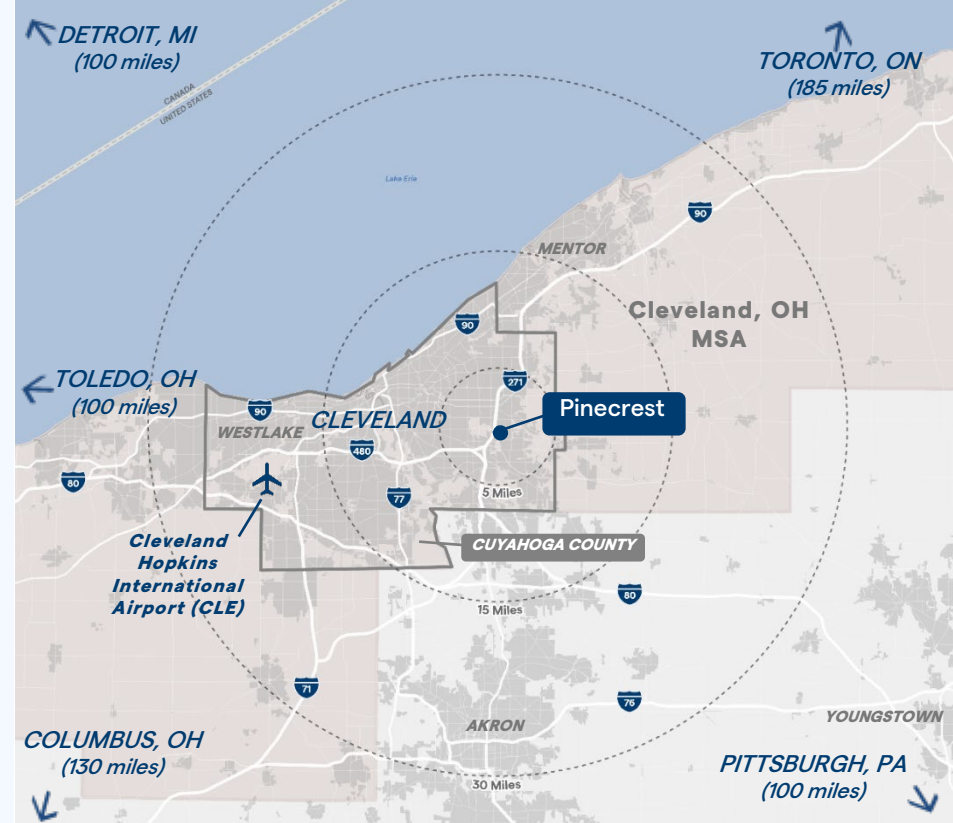 DETROIT, MI
(100 miles)
TORONTO, ON
(185 miles)
CANADA
UNITED STATES
Lake Erie
90
MENTOR
Cleveland, OH
MSA
90
271
TOLEDO, OH
(100 miles)
90
WESTLAKE
CLEVELAND
Pinecrest
480
80
77
5 Miles
Cleveland
Hopkins
International
Airport (CLE)
CUYAHOGA COUNTY
80
15 Miles
71
76
AKRON
YOUNGSTOWN
COLUMBUS, OH
(130 miles)
PITTSBURGH, PA
(100 miles)
30 Miles